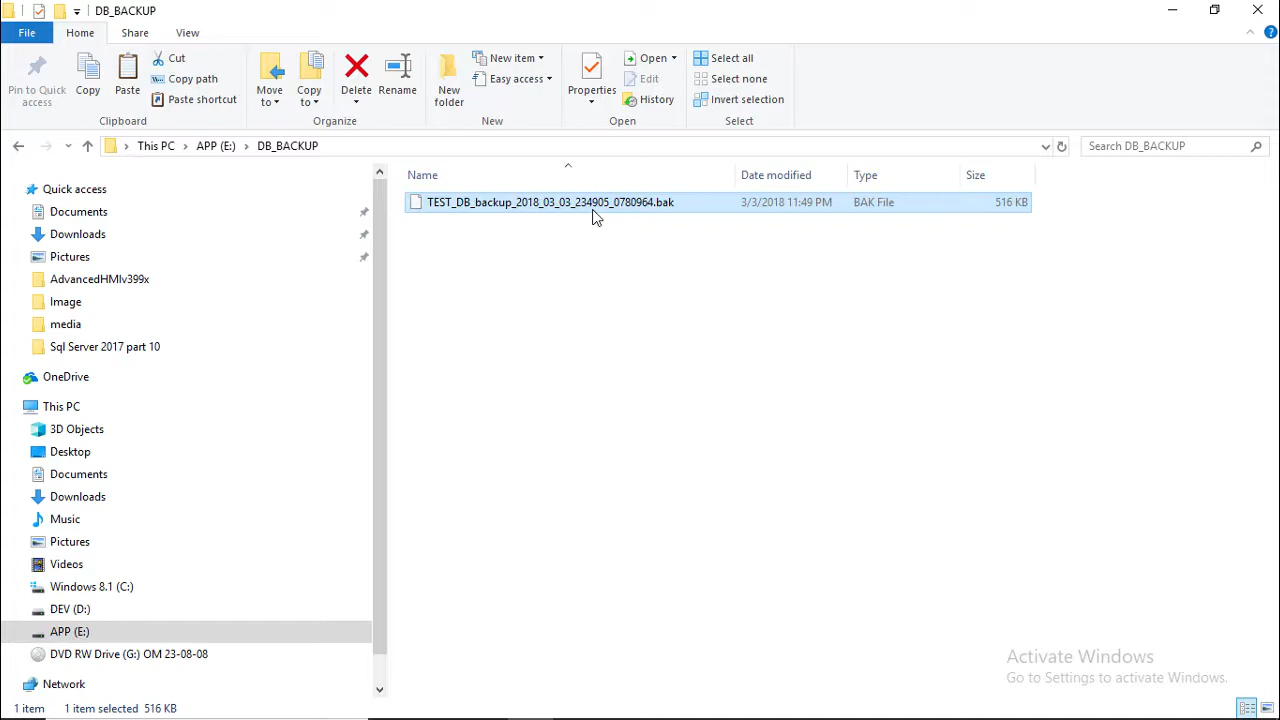 DB_BACKUP
File Home Share View
Pin to Quick access
Copy
Paste
Cut
Copy path
Paste shortcut
Clipboard
Move to
Copy to
Delete
Rename
Organize
New folder
New item
Easy access
New
Properties
Open
Edit
History
Open
Select all
Select none
Invert selection
Select
This PC > APP (E:) > DB_BACKUP
Search DB_BACKUP
Name Date modified Type Size
TEST_DB_backup_2018_03_03_234905_0780964.bak 3/3/2018 11:49 PM BAK File 516 KB
Quick access
Documents
Downloads
Pictures
AdvancedHMIv399x
Image
media
Sql Server 2017 part 10
OneDrive
This PC
3D Objects
Desktop
Documents
Downloads
Music
Pictures
Videos
Windows 8.1 (C:)
DEV (D:)
APP (E:)
DVD RW Drive (G:) OM 23-08-08
Network
Activate Windows
Go to Settings to activate Windows.
1 item 1 item selected 516 KB